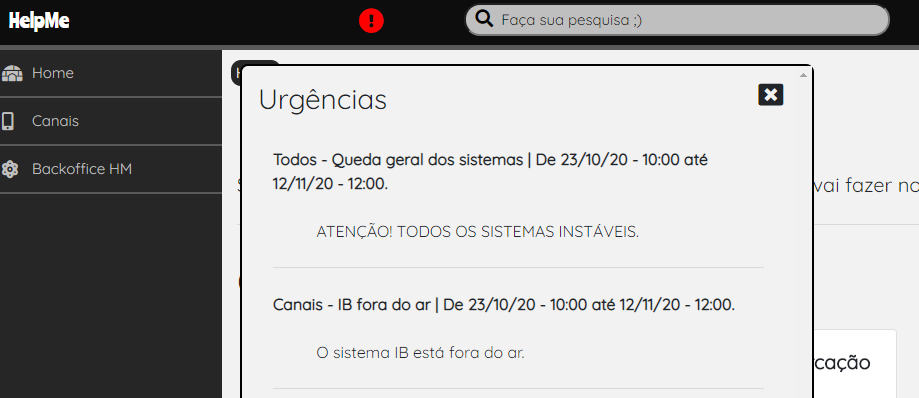 HelpMe
Faça sua pesquisa ;)
Home
Canais
Backoffice HM
Urgências
Todos - Queda geral dos sistemas | De 23/10/20 - 10:00 até
12/11/20 - 12:00.
ATENÇÃO! TODOS OS SISTEMAS INSTÁVEIS.
vai fazer no
Canais - IB fora do ar | De 23/10/20 - 10:00 até 12/11/20 - 12:00.
O sistema IB está fora do ar.
rcação